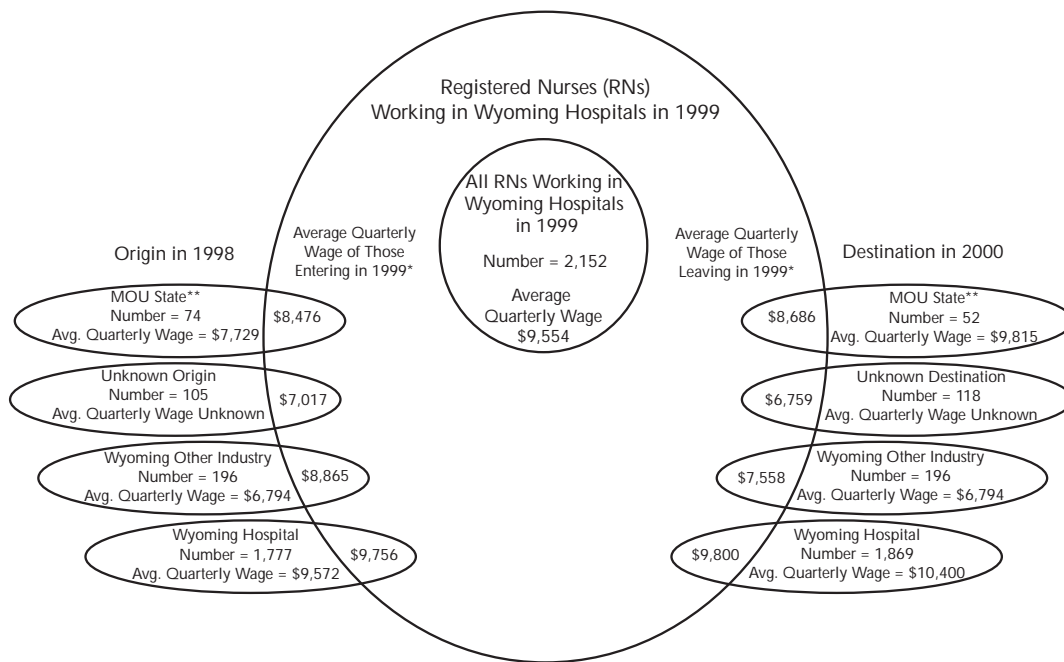 Registered Nurses (RNs)
Working in Wyoming Hospitals in 1999
All RNs Working in
Wyoming Hospitals
in 1999
Number = 2,152
Average
Quarterly Wage
$9,554
Origin in 1998
Average Quarterly
Wage of Those
Entering in 1999*
MOU State**
Number = 74
Avg. Quarterly Wage = $7,729
$8,476
Unknown Origin
Number = 105
Avg. Quarterly Wage Unknown
$7,017
Wyoming Other Industry
Number = 196
Avg. Quarterly Wage = $6,794
$8,865
Wyoming Hospital
Number = 1,777
Avg. Quarterly Wage = $9,572
$9,756
Average Quarterly
Wage of Those
Leaving in 1999*
Destination in 2000
$8,686
MOU State**
Number = 52
Avg. Quarterly Wage = $9,815
$6,759
Unknown Destination
Number = 118
Avg. Quarterly Wage Unknown
$7,558
Wyoming Other Industry
Number = 196
Avg. Quarterly Wage = $6,794
$9,800
Wyoming Hospital
Number = 1,869
Avg. Quarterly Wage = $10,400